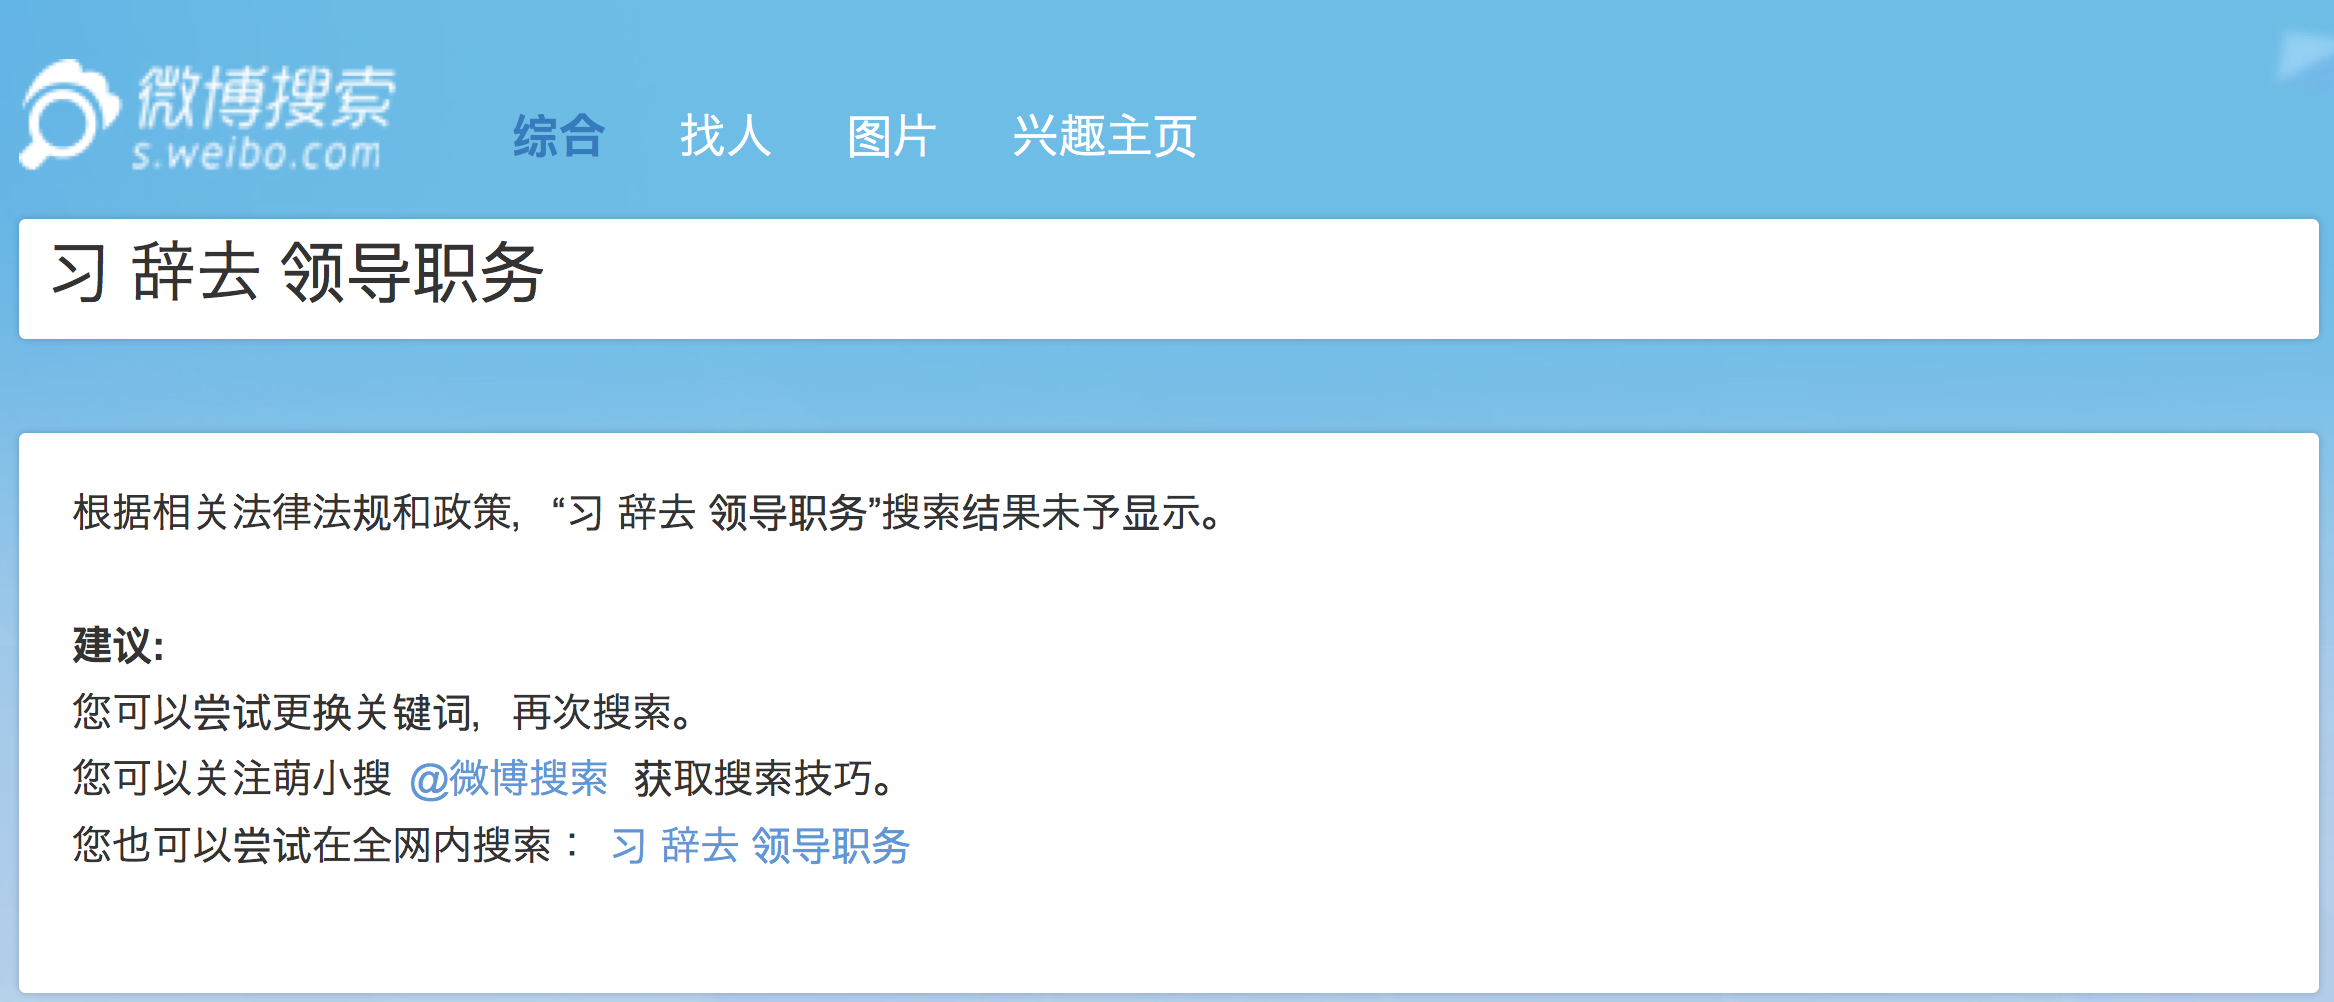 微博搜索
s.weibo.com
综合 找人 图片 兴趣主页
习 辞去 领导职务
根据相关法律法规和政策，“习 辞去 领导职务”搜索结果未予显示。
建议:
您可以尝试更换关键词，再次搜索。
您可以关注萌小搜 @微博搜索 获取搜索技巧。
您也可以尝试在全网内搜索：习 辞去 领导职务